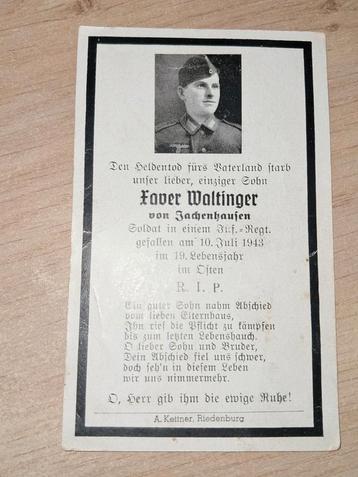 Den Heldentod fürs Vaterland starb
unser lieber, einziger Sohn
Xaver Waltinger
von Jachenhausen
Soldat in einem Inf.-Regt.
gefallen am 10. Juli 1943
im 19. Lebensjahr
im Osten
R. I. P.
Ein guter Sohn nahm Abschied
vom lieben Elternhaus,
Ihn rief die Pflicht zu kämpfen
bis zum letzten Lebenshauch.
O lieber Sohn und Bruder,
Dein Abschied fiel uns schwer,
doch seh'n in diesem Leben
wir uns nimmermehr.
O, Herr gib ihm die ewige Ruhe!
A. Keitner, Riedenburg